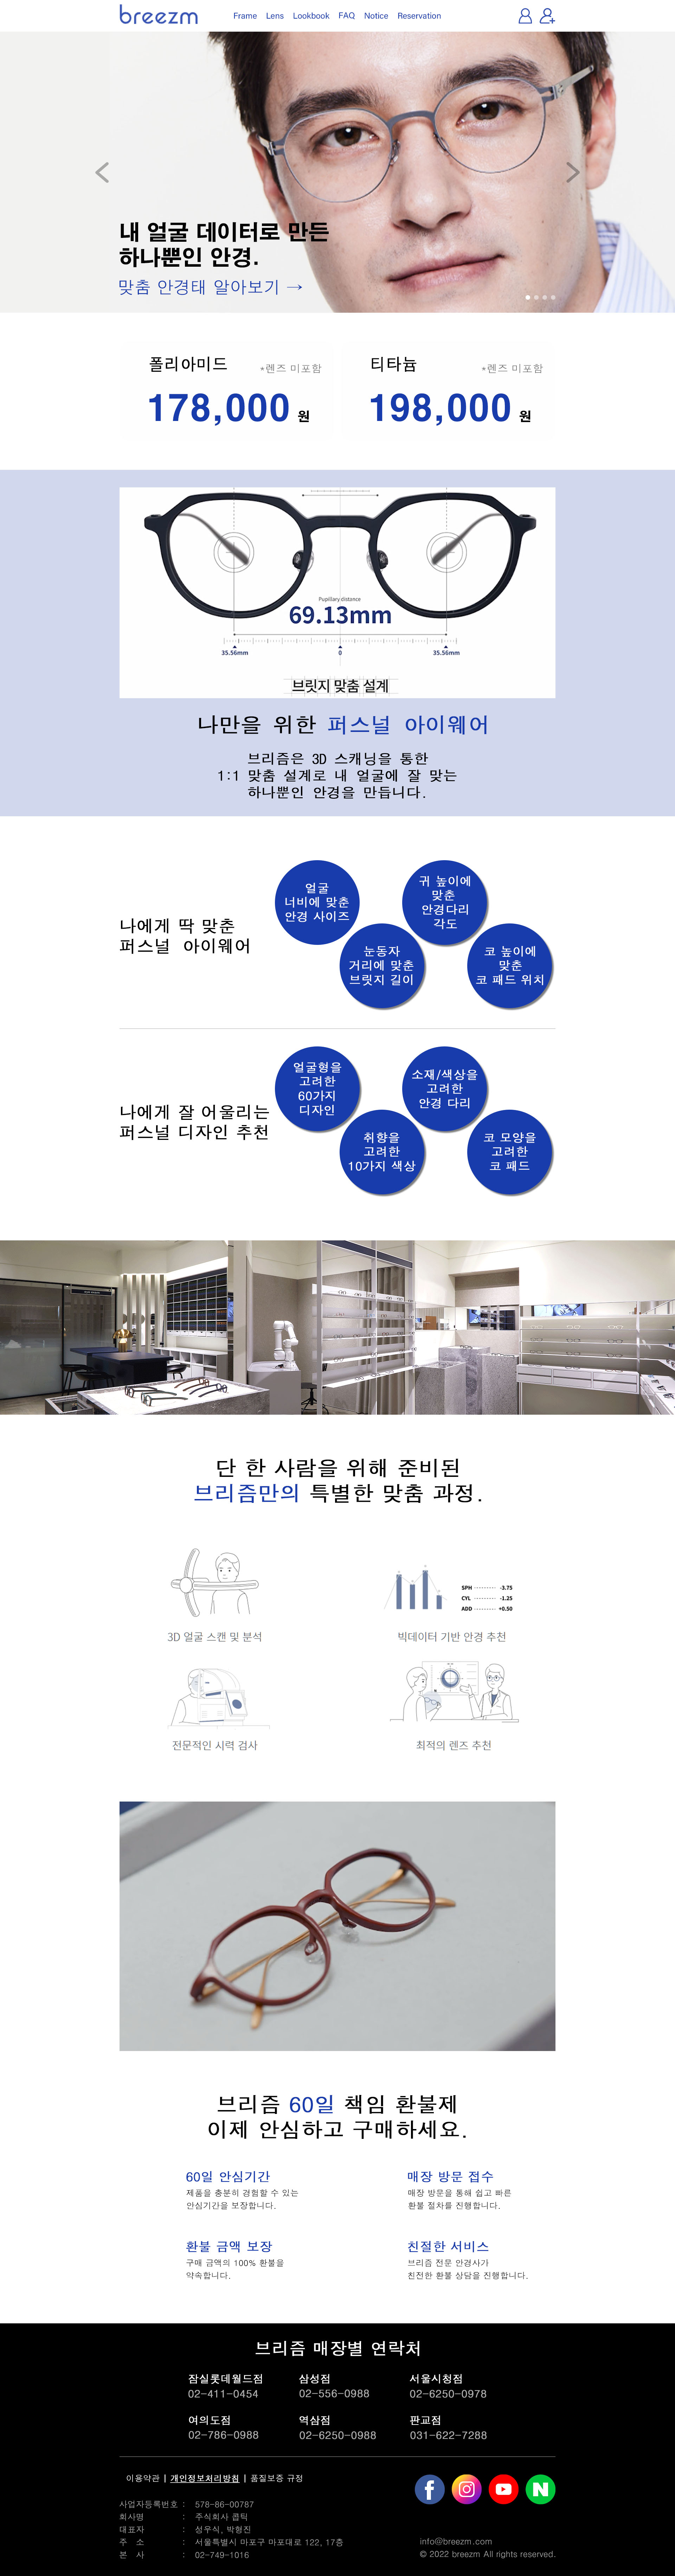 breezm
Frame Lens Lookbook FAQ Notice Reservation
내 얼굴 데이터로 만든
하나뿐인 안경.
맞춤 안경태 알아보기 →
폴리아미드 *렌즈 미포함
178,000 원
티타늄 *렌즈 미포함
198,000 원
Pupillary distance
69.13mm
35.56mm 0 35.56mm
브릿지 맞춤 설계
나만을 위한 퍼스널 아이웨어
브리즘은 3D 스캐닝을 통한
1:1 맞춤 설계로 내 얼굴에 잘 맞는
하나뿐인 안경을 만듭니다.
나에게 딱 맞춘
퍼스널 아이웨어
얼굴
너비에 맞춘
안경 사이즈
눈동자
거리에 맞춘
브릿지 길이
귀 높이에
맞춘
안경다리
각도
코 높이에
맞춘
코 패드 위치
나에게 잘 어울리는
퍼스널 디자인 추천
얼굴형을
고려한
60가지
디자인
취향을
고려한
10가지 색상
소재/색상을
고려한
안경 다리
코 모양을
고려한
코 패드
단 한 사람을 위해 준비된
브리즘만의 특별한 맞춤 과정.
3D 얼굴 스캔 및 분석
SPH -3.75
CYL -1.25
ADD +0.50
빅데이터 기반 안경 추천
전문적인 시력 검사
최적의 렌즈 추천
브리즘 60일 책임 환불제
이제 안심하고 구매하세요.
60일 안심기간
제품을 충분히 경험할 수 있는
안심기간을 보장합니다.
매장 방문 접수
매장 방문을 통해 쉽고 빠른
환불 절차를 진행합니다.
환불 금액 보장
구매 금액의 100% 환불을
약속합니다.
친절한 서비스
브리즘 전문 안경사가
친전한 환불 상담을 진행합니다.
브리즘 매장별 연락처
잠실롯데월드점
02-411-0454
삼성점
02-556-0988
서울시청점
02-6250-0978
여의도점
02-786-0988
역삼점
02-6250-0988
판교점
031-622-7288
이용약관 | 개인정보처리방침 | 품질보증 규정
사업자등록번호 : 578-86-00787
회사명 : 주식회사 콥틱
대표자 : 성우식, 박형진
주 소 : 서울특별시 마포구 마포대로 122, 17층
본 사 : 02-749-1016
info@breezm.com
© 2022 breezm All rights reserved.